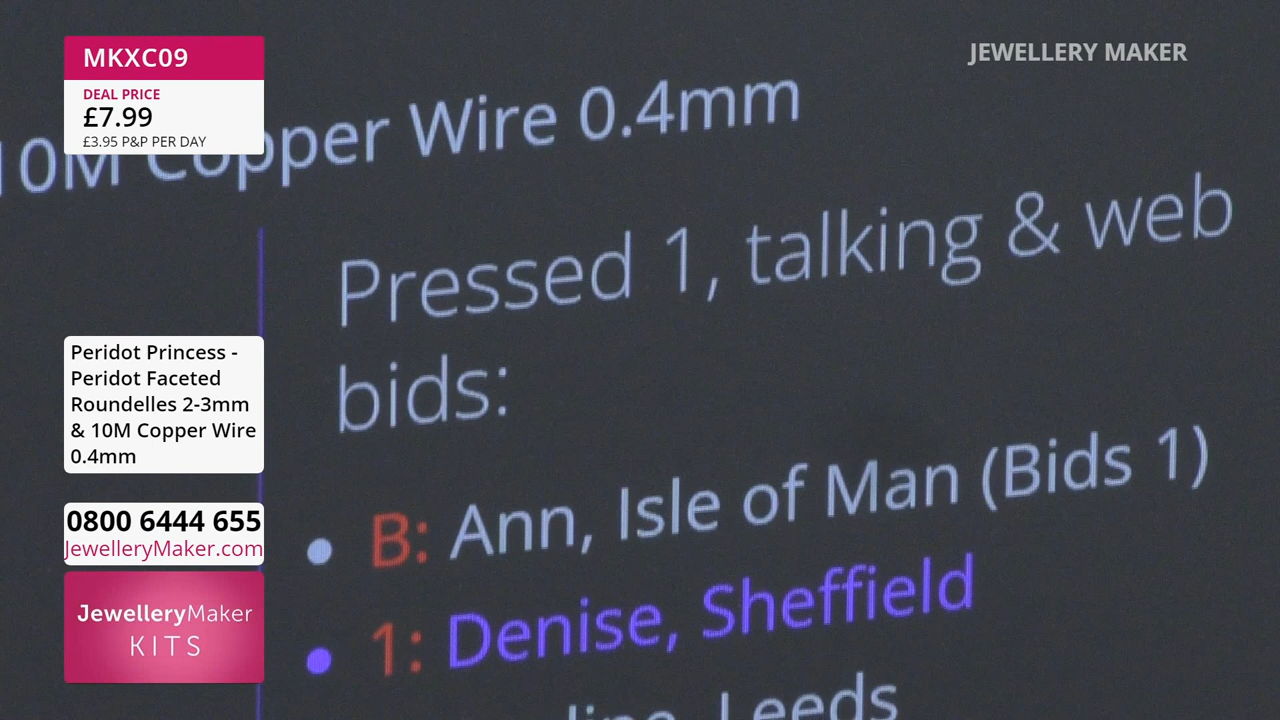 MKXC09
DEAL PRICE
£7.99
£3.95 P&P PER DAY
JEWELLERY MAKER
10M Copper Wire 0.4mm
Pressed 1, talking & web
bids:
• B: Ann, Isle of Man (Bids 1)
• 1: Denise, Sheffield
Leeds
Peridot Princess -
Peridot Faceted
Roundelles 2-3mm
& 10M Copper Wire
0.4mm
0800 6444 655
JewelleryMaker.com
JewelleryMaker
KITS